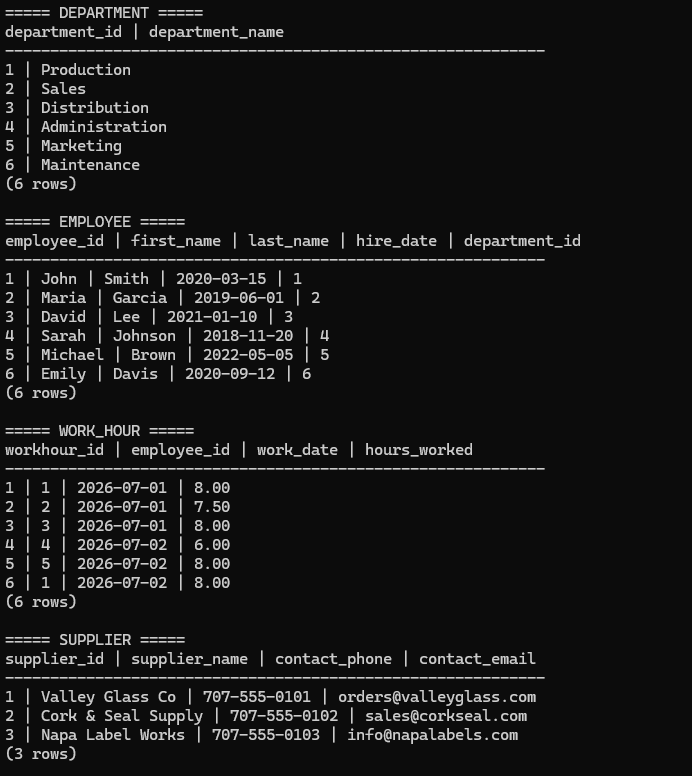 ===== DEPARTMENT =====
department_id | department_name
------------------------------------------------------------
1 | Production
2 | Sales
3 | Distribution
4 | Administration
5 | Marketing
6 | Maintenance
(6 rows)
===== EMPLOYEE =====
employee_id | first_name | last_name | hire_date | department_id
------------------------------------------------------------
1 | John | Smith | 2020-03-15 | 1
2 | Maria | Garcia | 2019-06-01 | 2
3 | David | Lee | 2021-01-10 | 3
4 | Sarah | Johnson | 2018-11-20 | 4
5 | Michael | Brown | 2022-05-05 | 5
6 | Emily | Davis | 2020-09-12 | 6
(6 rows)
===== WORK_HOUR =====
workhour_id | employee_id | work_date | hours_worked
------------------------------------------------------------
1 | 1 | 2026-07-01 | 8.00
2 | 2 | 2026-07-01 | 7.50
3 | 3 | 2026-07-01 | 8.00
4 | 4 | 2026-07-02 | 6.00
5 | 5 | 2026-07-02 | 8.00
6 | 1 | 2026-07-02 | 8.00
(6 rows)
===== SUPPLIER =====
supplier_id | supplier_name | contact_phone | contact_email
------------------------------------------------------------
1 | Valley Glass Co | 707-555-0101 | orders@valleyglass.com
2 | Cork & Seal Supply | 707-555-0102 | sales@corkseal.com
3 | Napa Label Works | 707-555-0103 | info@napalabels.com
(3 rows)